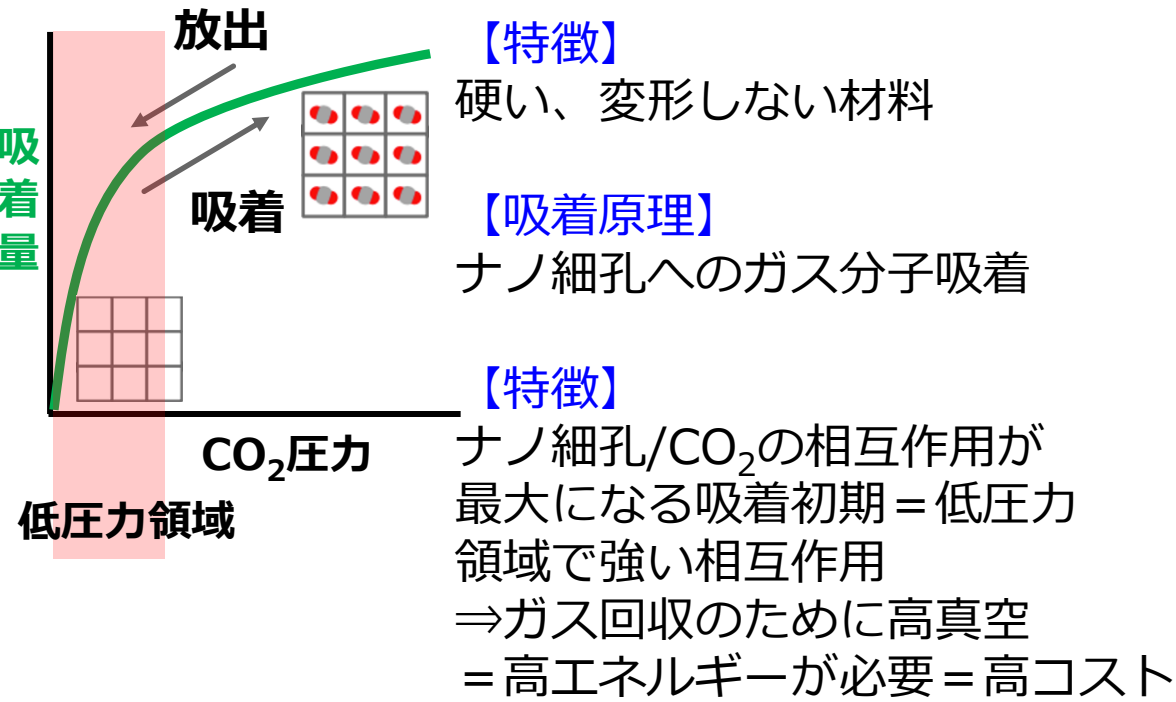 放出
吸着量
吸着
CO₂圧力
低圧力領域
【特徴】
硬い、変形しない材料
【吸着原理】
ナノ細孔へのガス分子吸着
【特徴】
ナノ細孔/CO₂の相互作用が
最大になる吸着初期＝低圧力
領域で強い相互作用
⇒ガス回収のために高真空
＝高エネルギーが必要＝高コスト